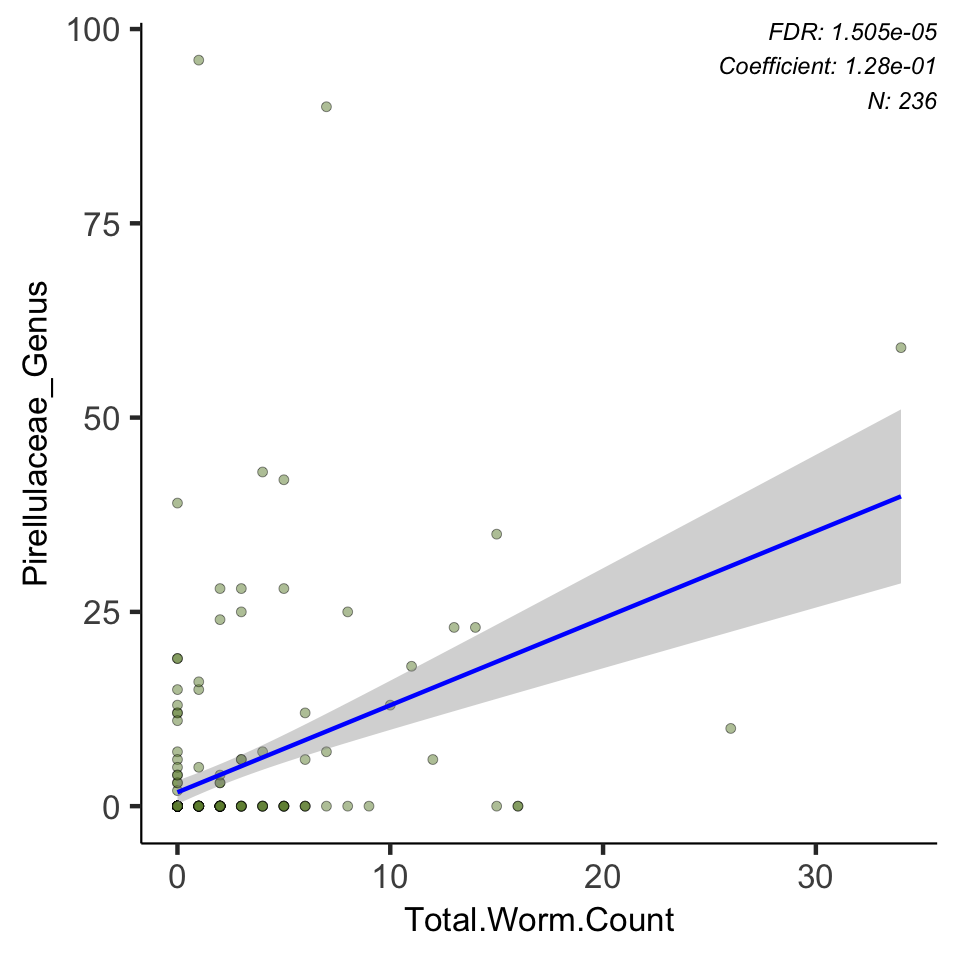 FDR: 1.505e-05
Coefficient: 1.28e-01
N: 236
100
75
50
25
0
Pirellulaceae_Genus
0 10 20 30
Total.Worm.Count